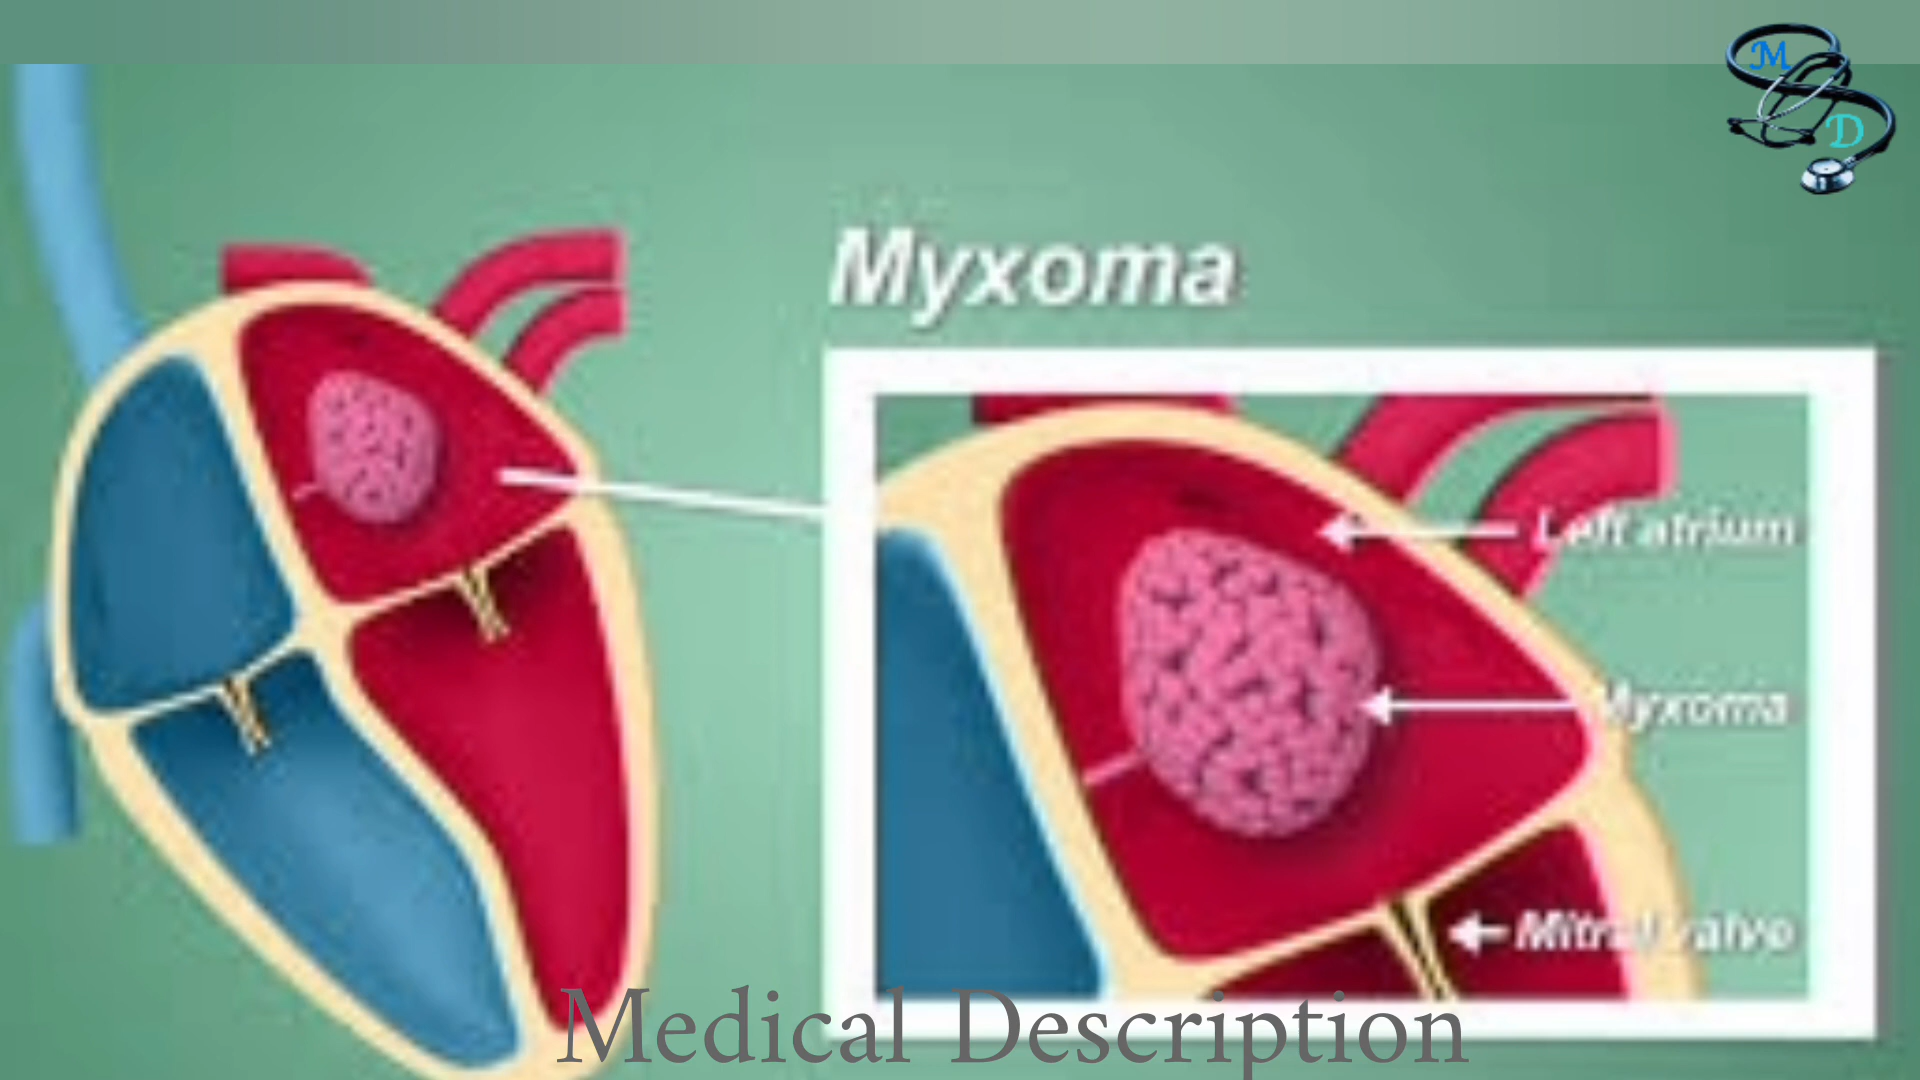 M
D
Myxoma
Left atrium
Myxoma
Mitral valve
Medical Description